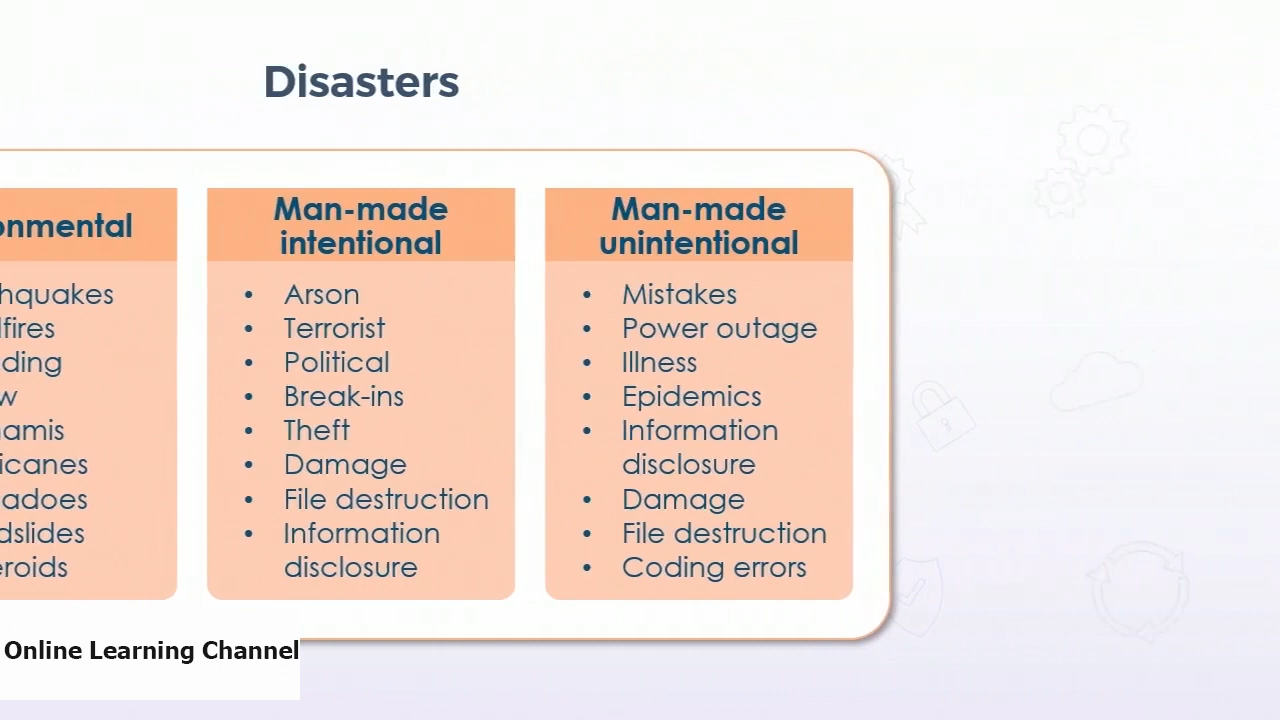 Disasters
onmental
hquakes
lfires
ding
w
namis
icanes
adoes
dslides
eroids
Man-made
intentional
• Arson
• Terrorist
• Political
• Break-ins
• Theft
• Damage
• File destruction
• Information
disclosure
Man-made
unintentional
• Mistakes
• Power outage
• Illness
• Epidemics
• Information
disclosure
• Damage
• File destruction
• Coding errors
Online Learning Channel